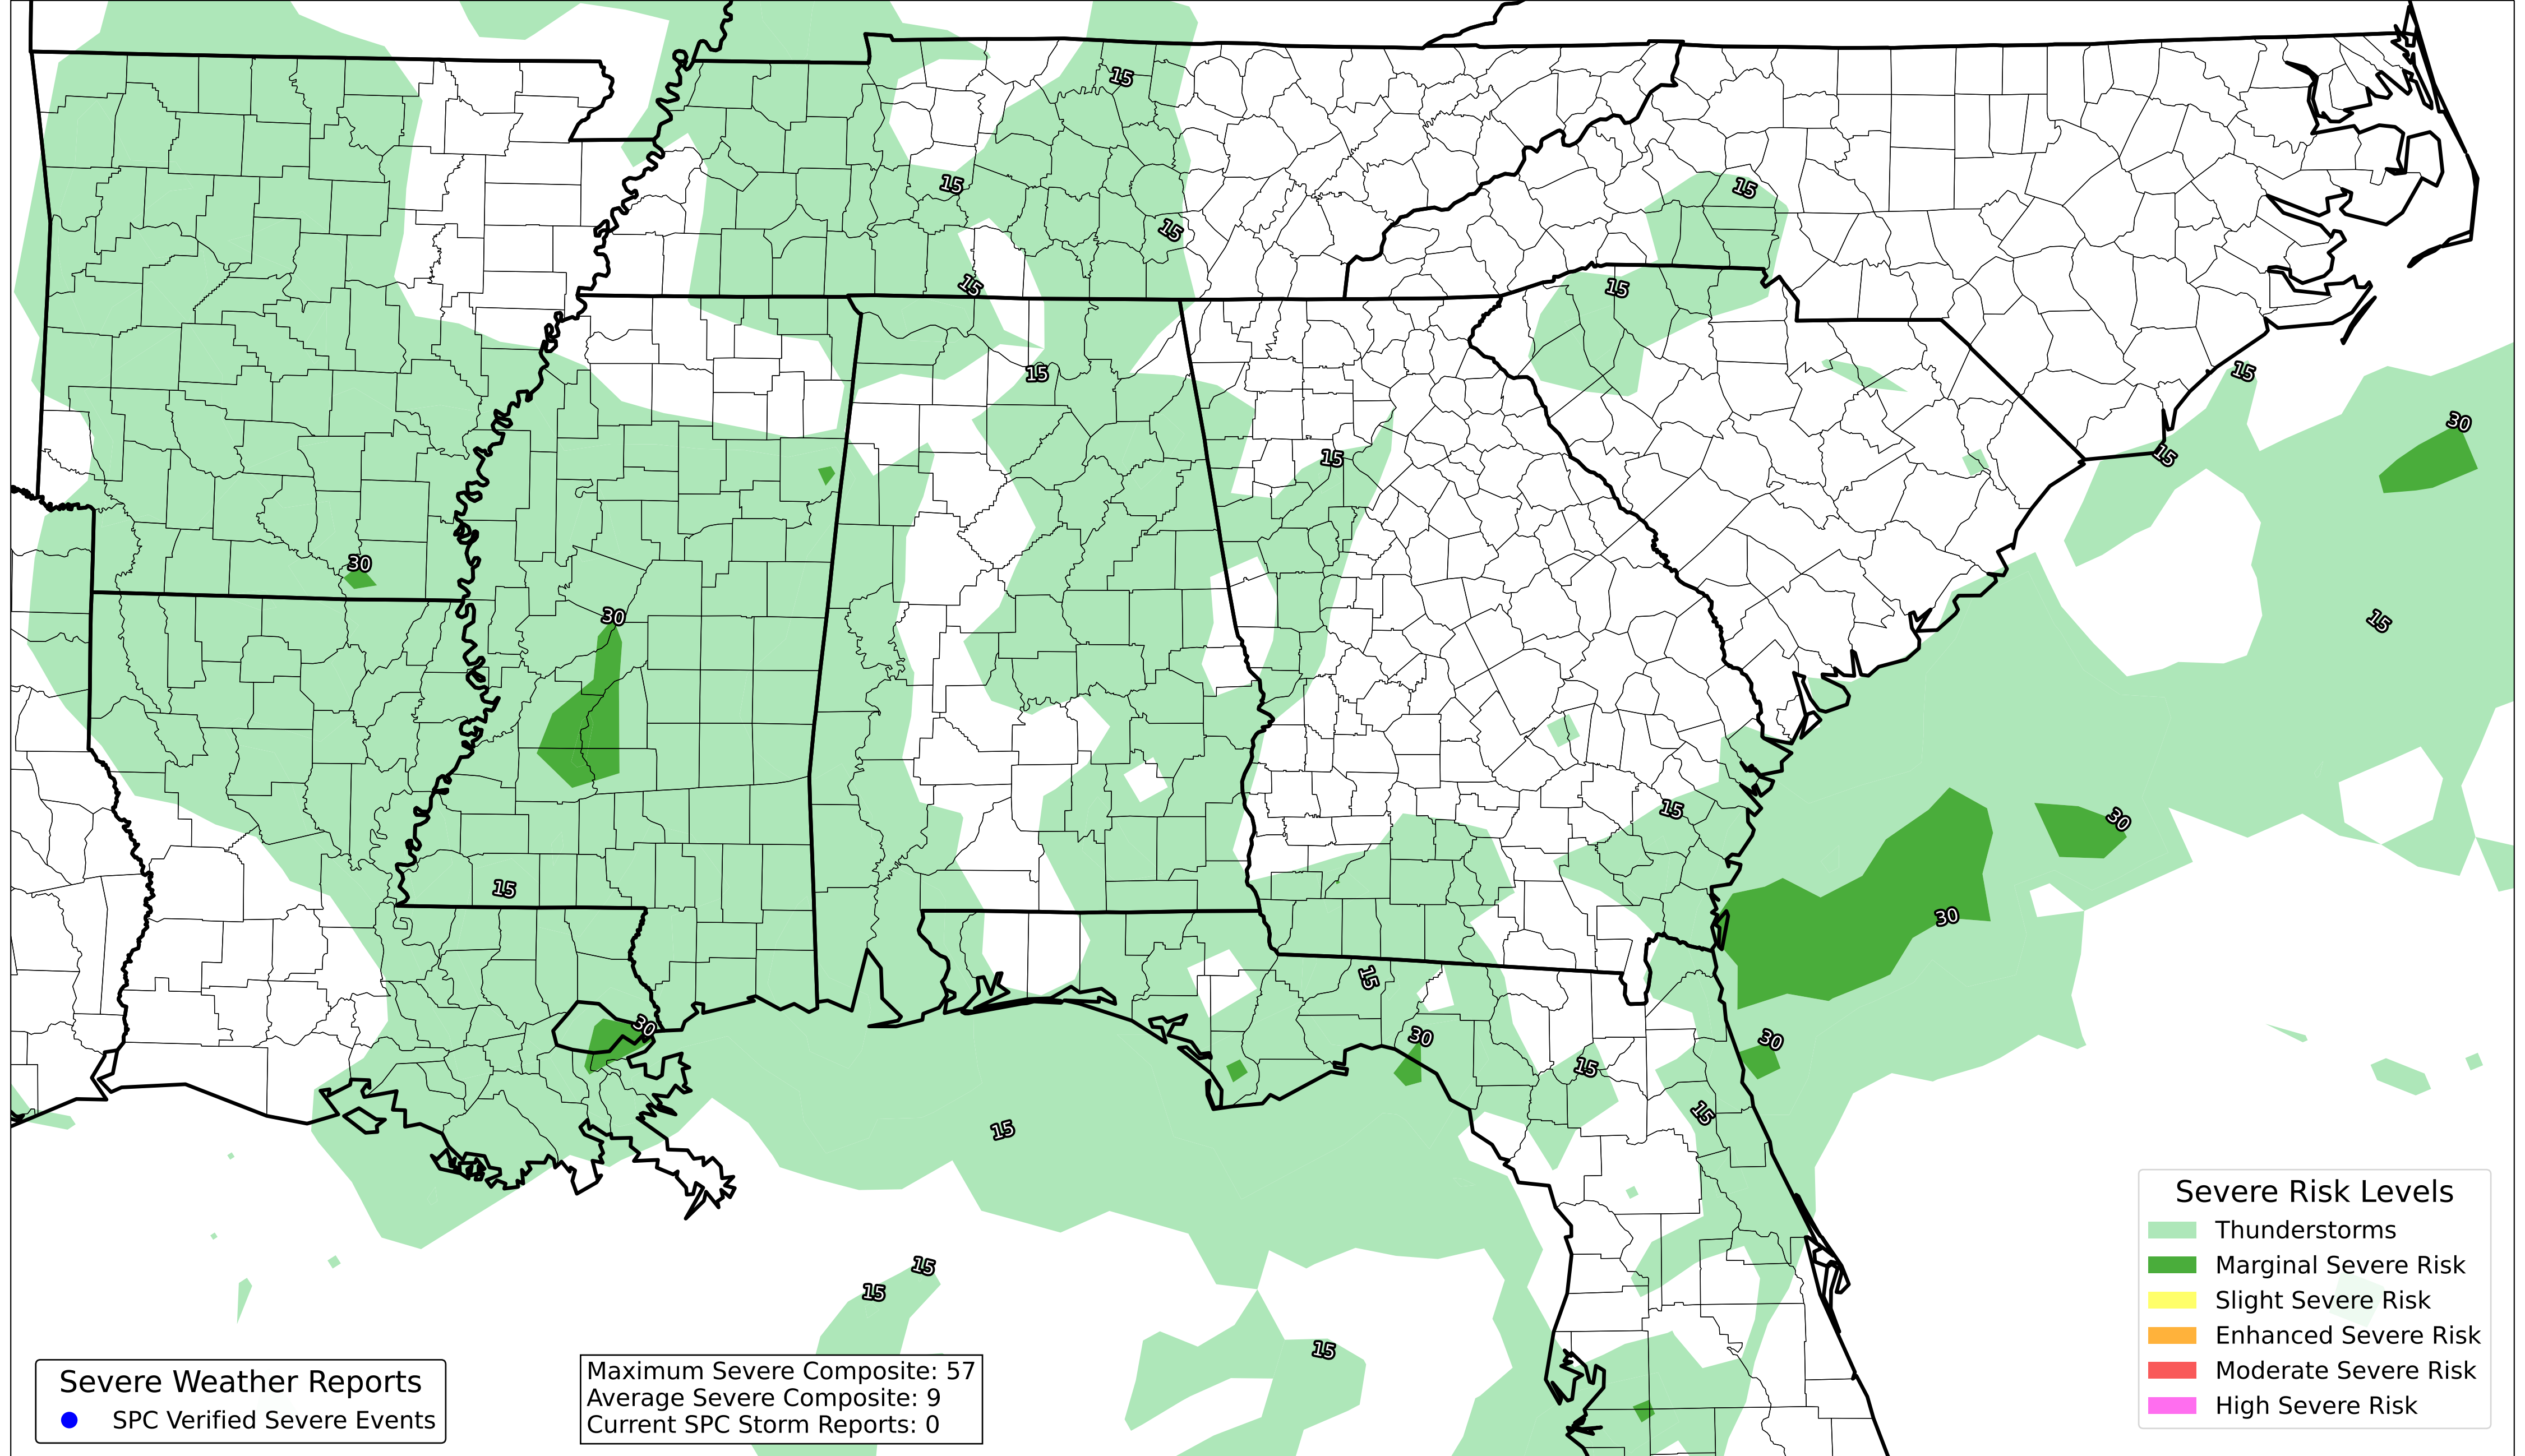 15
15
15
15
15
15
15
15
15
30
15
30
30
15
30
30
15
30
15
30
30
15
15
15
15
15
15
15
Severe Risk Levels
Thunderstorms
Marginal Severe Risk
Slight Severe Risk
Enhanced Severe Risk
Moderate Severe Risk
High Severe Risk
Severe Weather Reports
SPC Verified Severe Events
Maximum Severe Composite: 57
Average Severe Composite: 9
Current SPC Storm Reports: 0